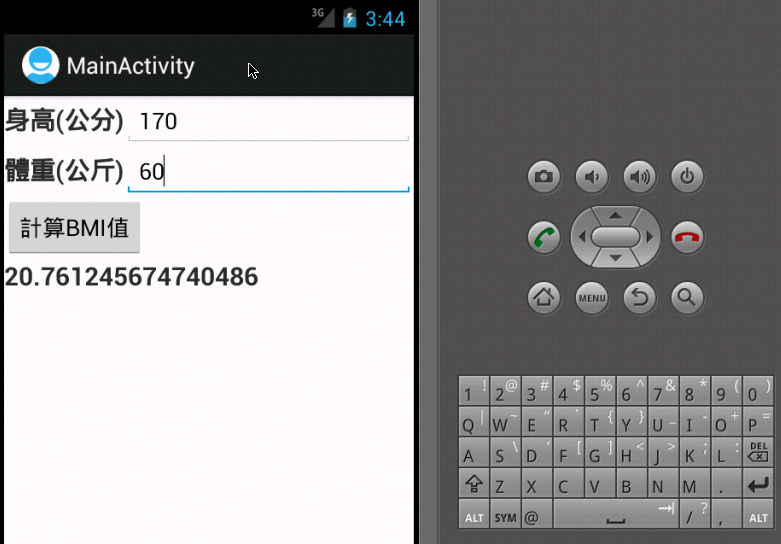 3G 3:44
MainActivity
身高(公分) 170
體重(公斤) 60
計算BMI值
20.761245674740486
MENU
1 ! 2 @ 3 # 4 $ 5 % 6 ^ 7 & 8 * 9 ( 0 )
Q | W ~ E “ R ` T { Y } U _ I - O + P =
A S \ D ' F [ G ] H < J > K ; L : DEL
Z X C V B N M .
ALT SYM @ / ? , ALT